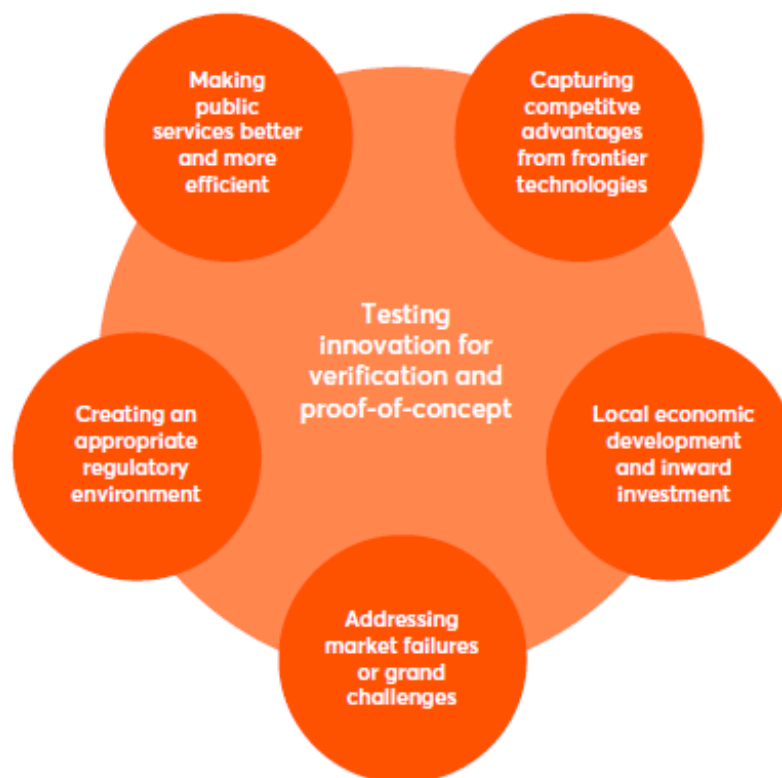 Making
public
services better
and more
efficient
Capturing
competitve
advantages
from frontier
technologies
Testing
innovation for
verification and
proof-of-concept
Creating an
appropriate
regulatory
environment
Local economic
development
and inward
investment
Addressing
market failures
or grand
challenges